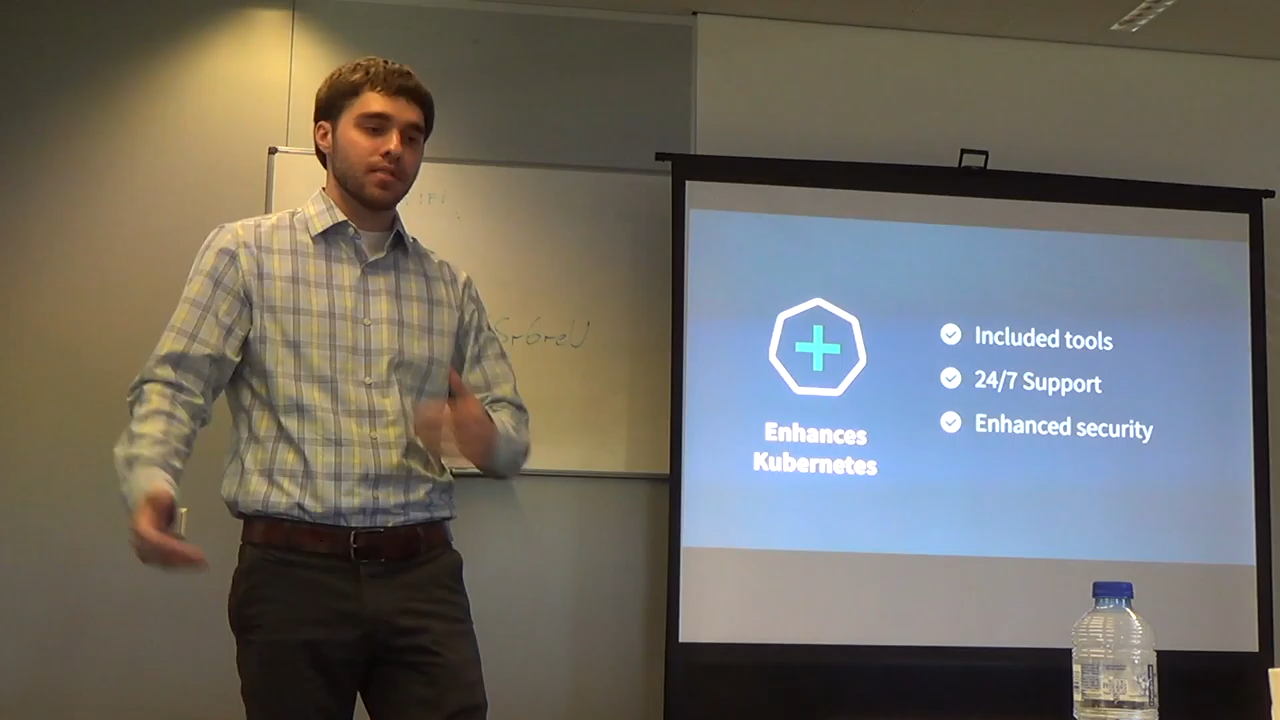 Included tools
24/7 Support
Enhanced security
Enhances
Kubernetes